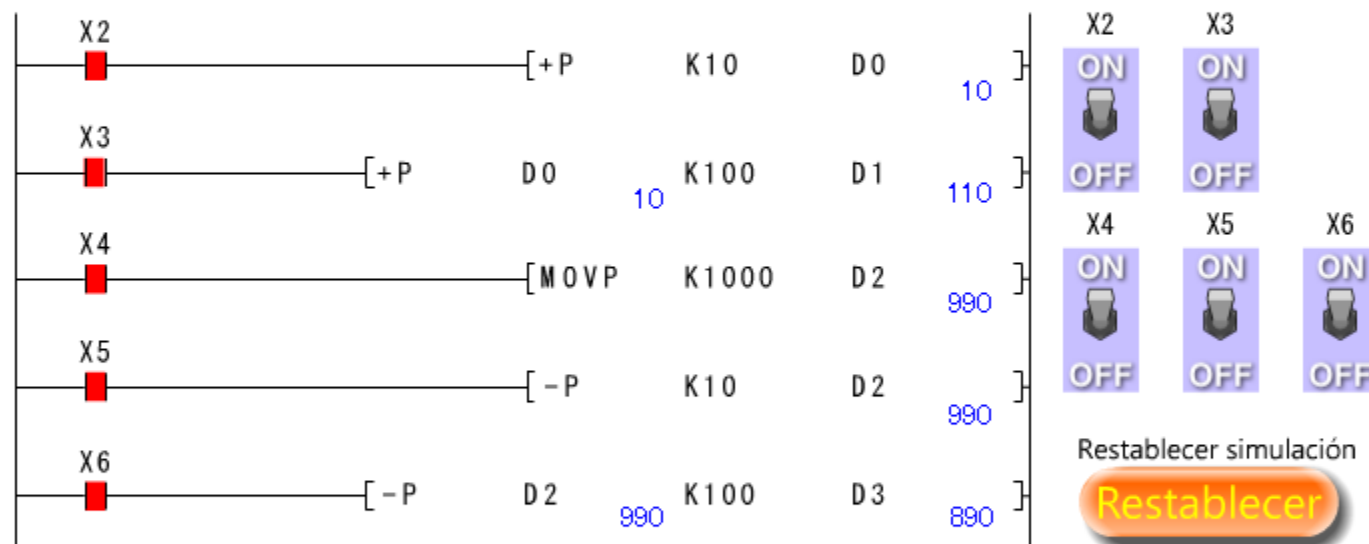 X2 X2 X3
[+P K10 D0 10 ] ON ON
X3
[+P D0 10 K100 D1 110 ] OFF OFF
X4 X4 X5 X6
[MOVP K1000 D2 990 ] ON ON ON
X5
[-P K10 D2 990 ] OFF OFF OFF
Restablecer simulación
X6
[-P D2 990 K100 D3 890 ] Restablecer